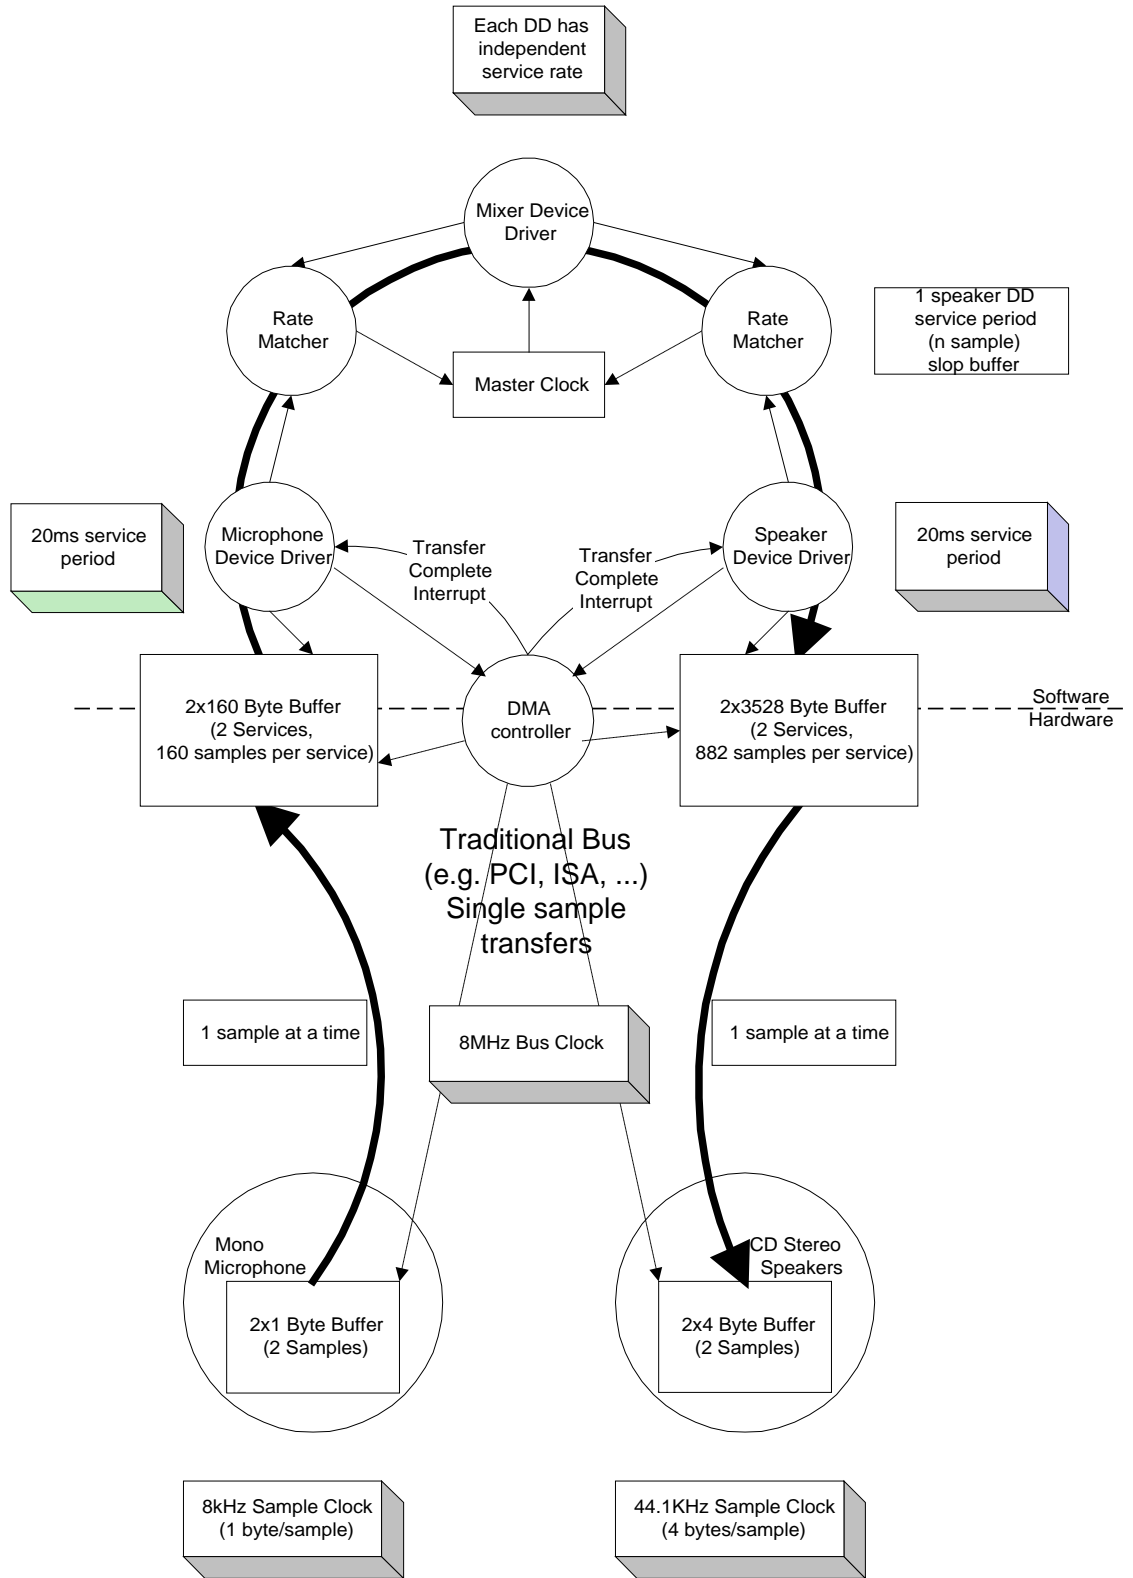 Each DD has
independent
service rate
Mixer Device
Driver
Rate
Matcher
Rate
Matcher
1 speaker DD
service period
(n sample)
slop buffer
Master Clock
20ms service
period
Microphone
Device Driver
Transfer
Complete
Interrupt
Transfer
Complete
Interrupt
Speaker
Device Driver
20ms service
period
2x160 Byte Buffer
(2 Services,
160 samples per service)
DMA
controller
2x3528 Byte Buffer
(2 Services,
882 samples per service)
Software
Hardware
Traditional Bus
(e.g. PCI, ISA, ...)
Single sample
transfers
1 sample at a time
8MHz Bus Clock
1 sample at a time
Mono
Microphone
CD Stereo
Speakers
2x1 Byte Buffer
(2 Samples)
2x4 Byte Buffer
(2 Samples)
8kHz Sample Clock
(1 byte/sample)
44.1KHz Sample Clock
(4 bytes/sample)